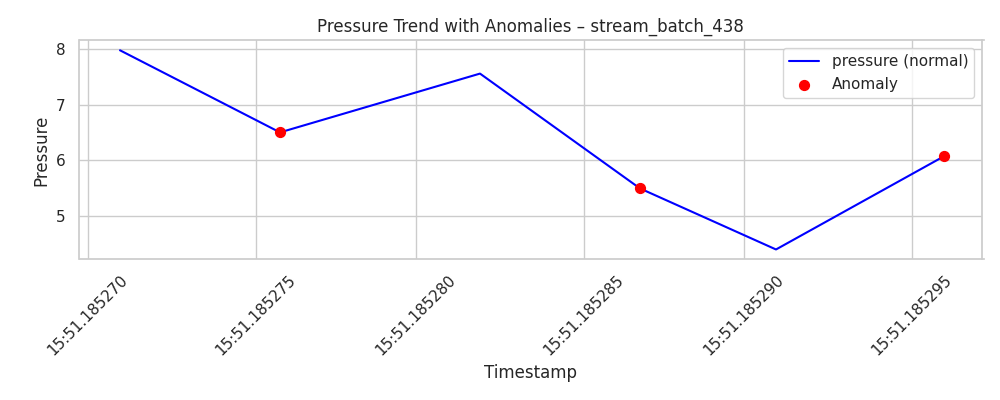 Pressure Trend with Anomalies – stream_batch_438
pressure (normal)
Anomaly
Pressure
8
7
6
5
15:51.185270
15:51.185275
15:51.185280
15:51.185285
15:51.185290
15:51.185295
Timestamp